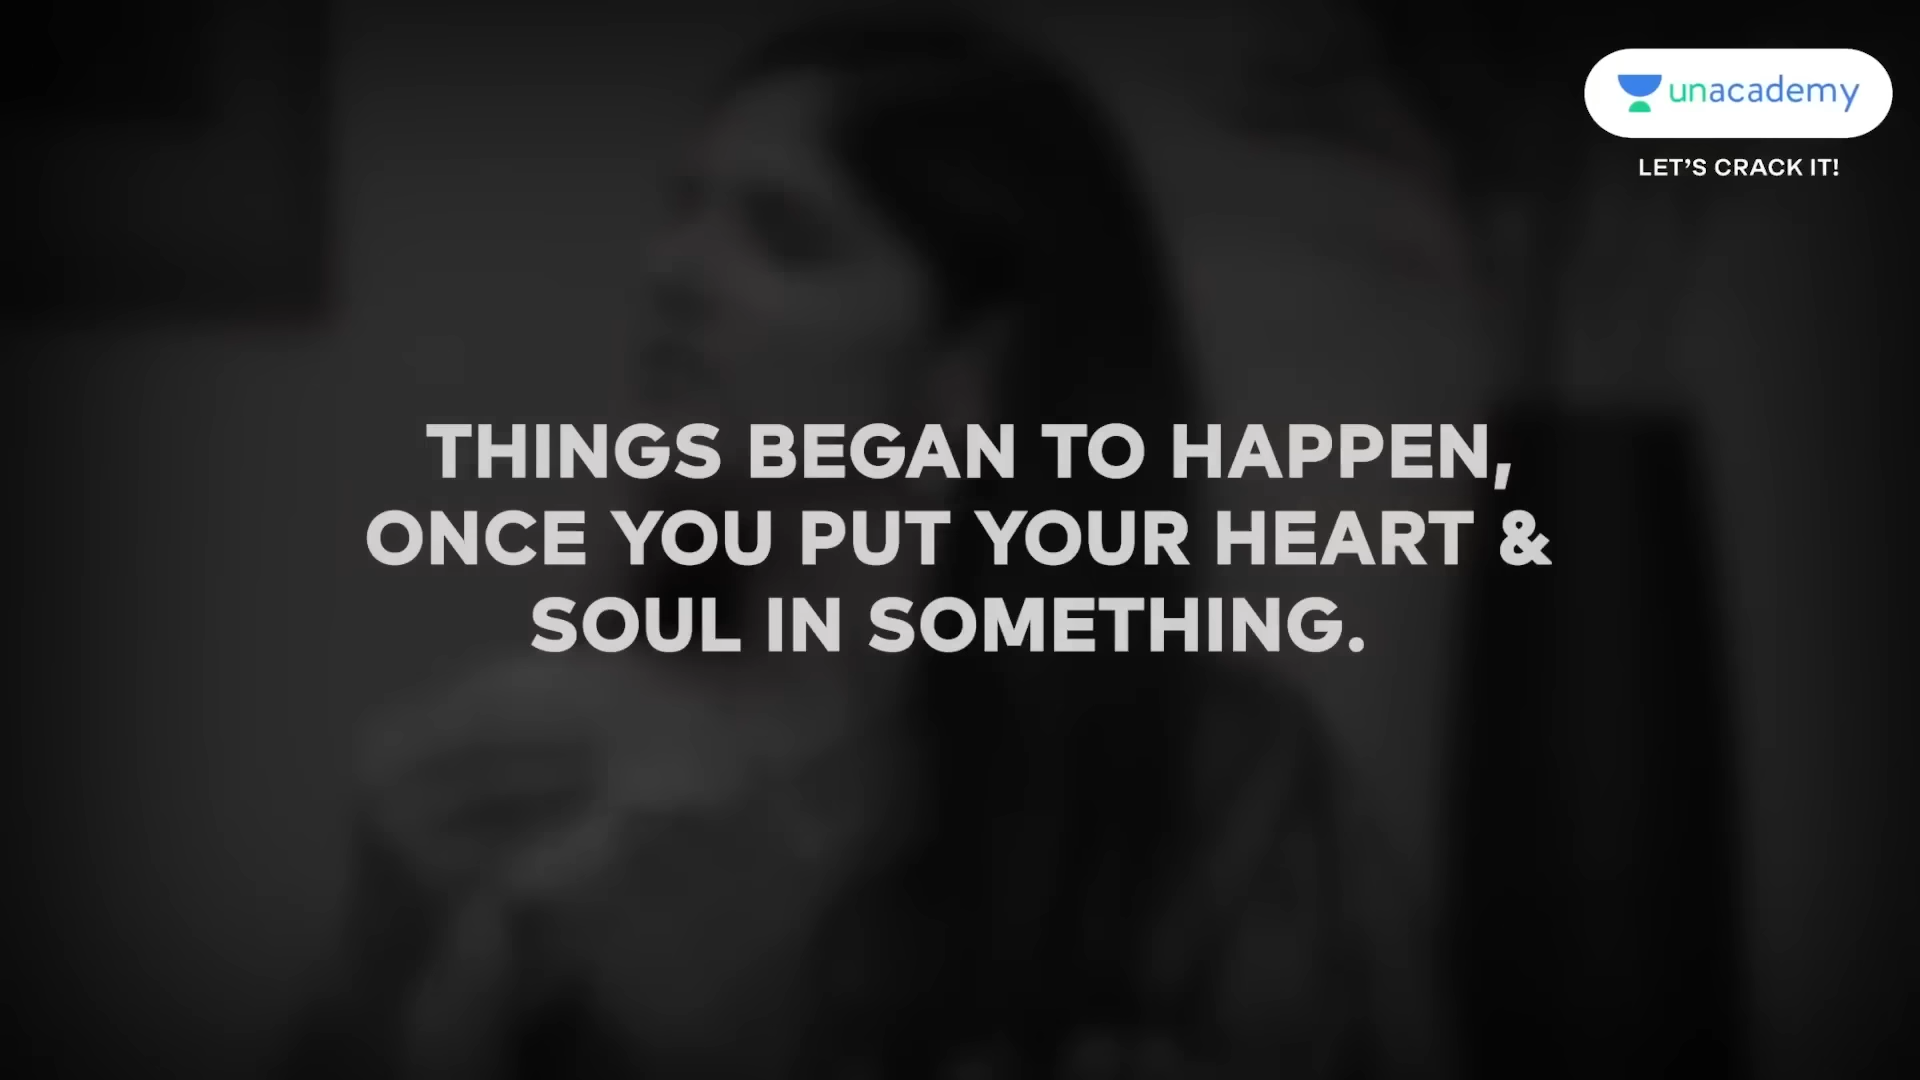 unacademy
LET'S CRACK IT!
THINGS BEGAN TO HAPPEN,
ONCE YOU PUT YOUR HEART &
SOUL IN SOMETHING.